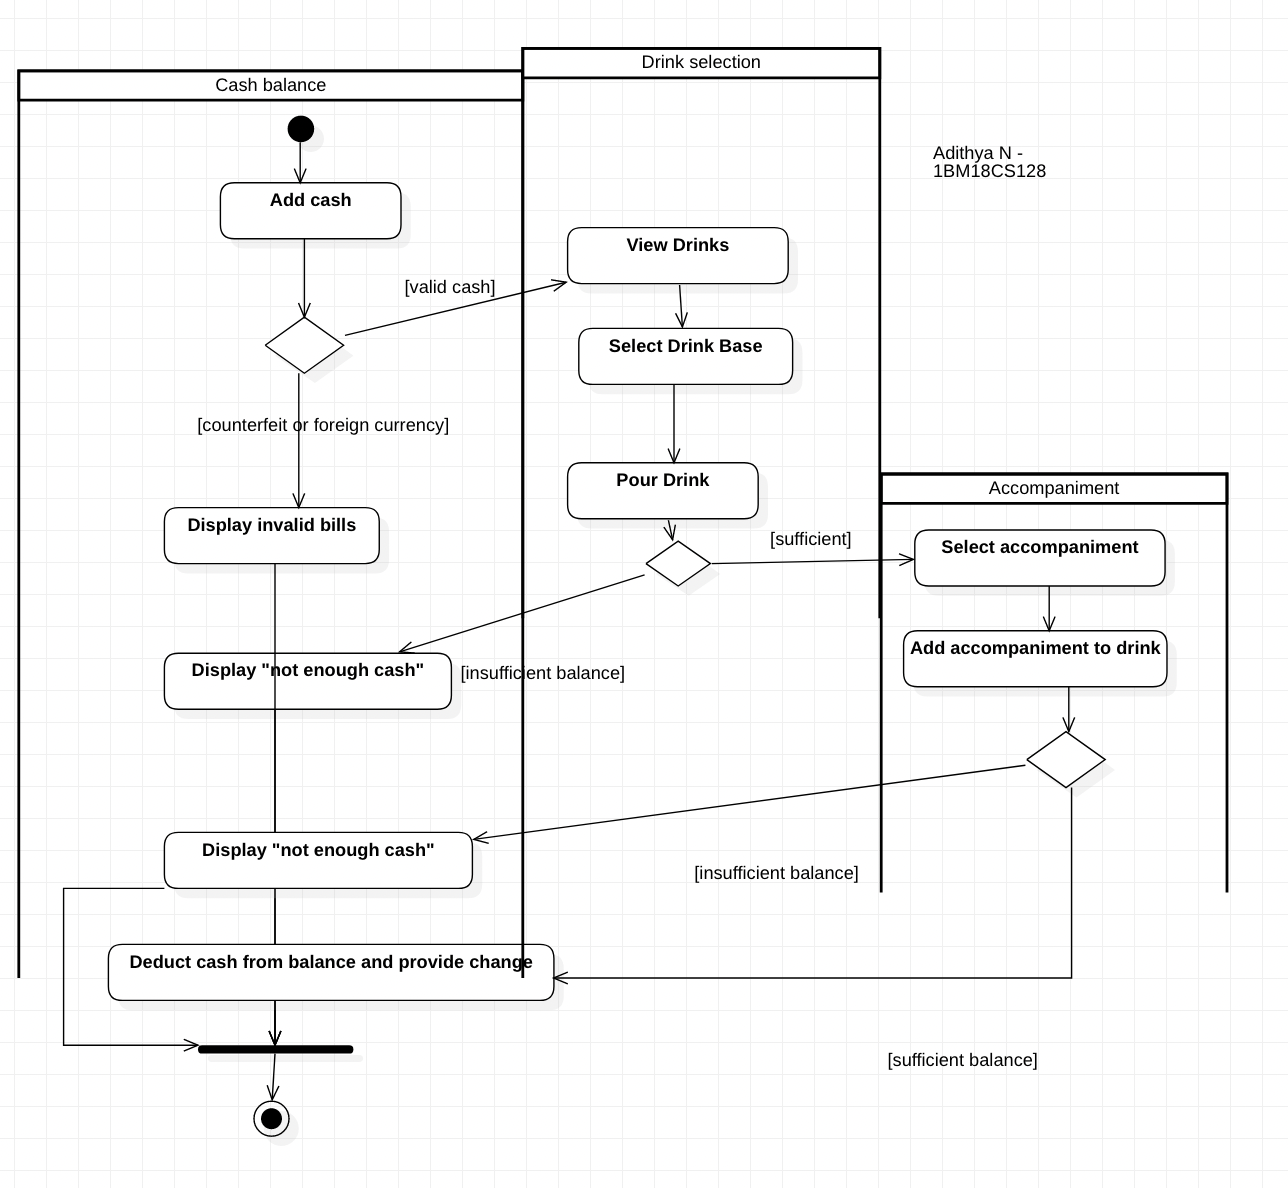 Drink selection
Cash balance
Adithya N -
1BM18CS128
Add cash
View Drinks
[valid cash]
Select Drink Base
[counterfeit or foreign currency]
Pour Drink
Accompaniment
Display invalid bills
[sufficient]
Select accompaniment
Add accompaniment to drink
Display "not enough cash"
[insufficient balance]
Display "not enough cash"
[insufficient balance]
Deduct cash from balance and provide change
[sufficient balance]